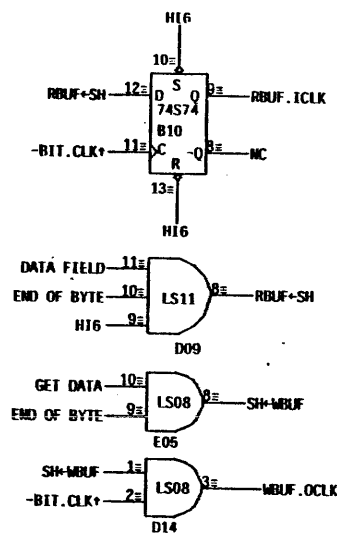 HI6
10
S
RBUF←SH 12 D Q 9 RBUF.ICLK
74S74
B10
-BIT.CLK↑ 11 C -Q 8 NC
R
13
HI6
DATA FIELD 11
END OF BYTE 10 LS11 8 RBUF←SH
HI6 9
D09
GET DATA 10
LS08 8 SH←WBUF
END OF BYTE 9
E05
SH←WBUF 1
LS08 3 WBUF.OCLK
-BIT.CLK↑ 2
D14